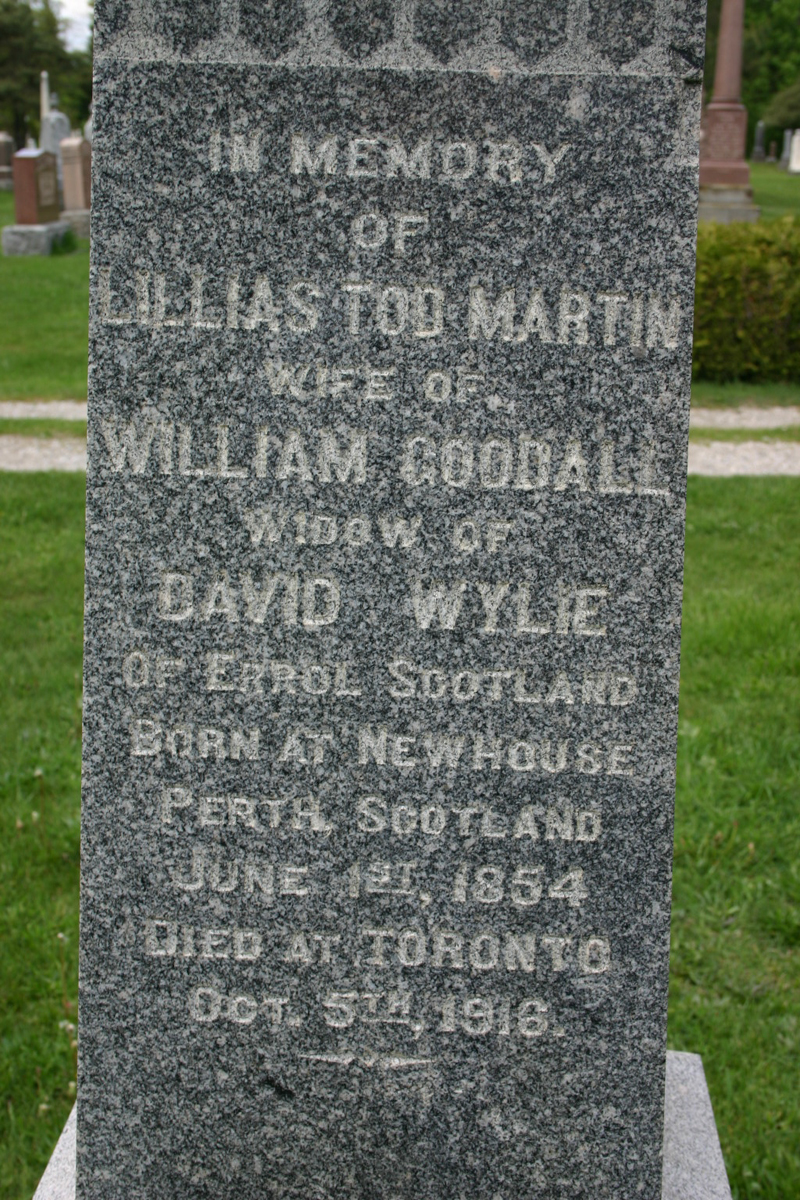 IN MEMORY
OF
LILLIAS TOD MARTIN
WIFE OF
WILLIAM GOODALL
WIDOW OF
DAVID WYLIE
OF ERROL SCOTLAND
BORN AT NEWHOUSE
PERTH, SCOTLAND
JUNE 1ST, 1854
DIED AT TORONTO
OCT. 5TH, 1916.